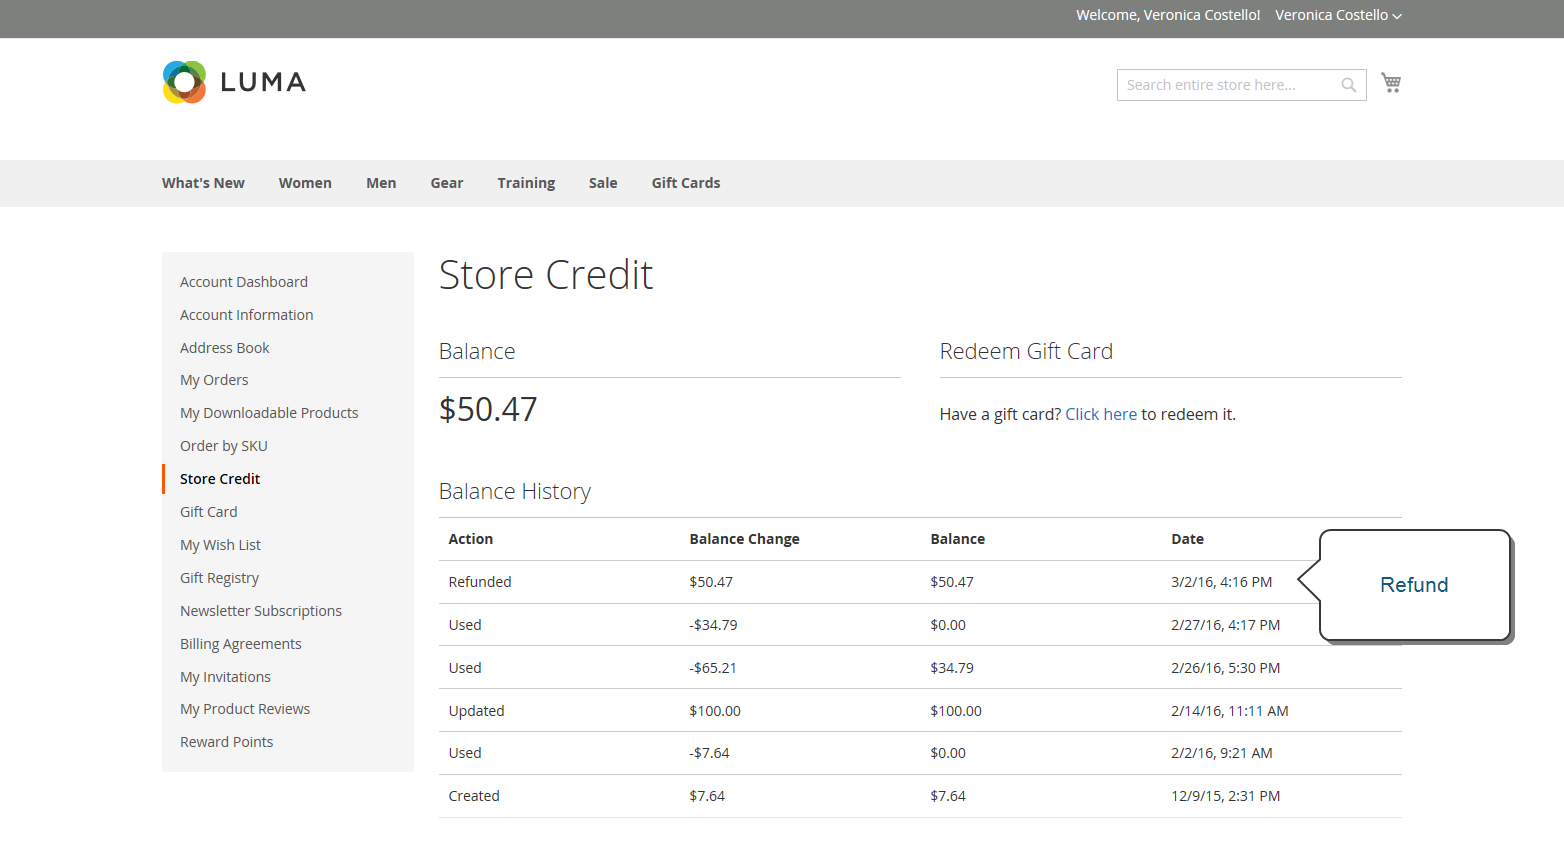 Welcome, Veronica Costello! Veronica Costello
LUMA
Search entire store here...
What's New Women Men Gear Training Sale Gift Cards
Account Dashboard
Account Information
Address Book
My Orders
My Downloadable Products
Order by SKU
Store Credit
Gift Card
My Wish List
Gift Registry
Newsletter Subscriptions
Billing Agreements
My Invitations
My Product Reviews
Reward Points
Store Credit
Balance
$50.47
Redeem Gift Card
Have a gift card? Click here to redeem it.
Balance History
Action Balance Change Balance Date
Refunded $50.47 $50.47 3/2/16, 4:16 PM
Used -$34.79 $0.00 2/27/16, 4:17 PM
Used -$65.21 $34.79 2/26/16, 5:30 PM
Updated $100.00 $100.00 2/14/16, 11:11 AM
Used -$7.64 $0.00 2/2/16, 9:21 AM
Created $7.64 $7.64 12/9/15, 2:31 PM
Refund